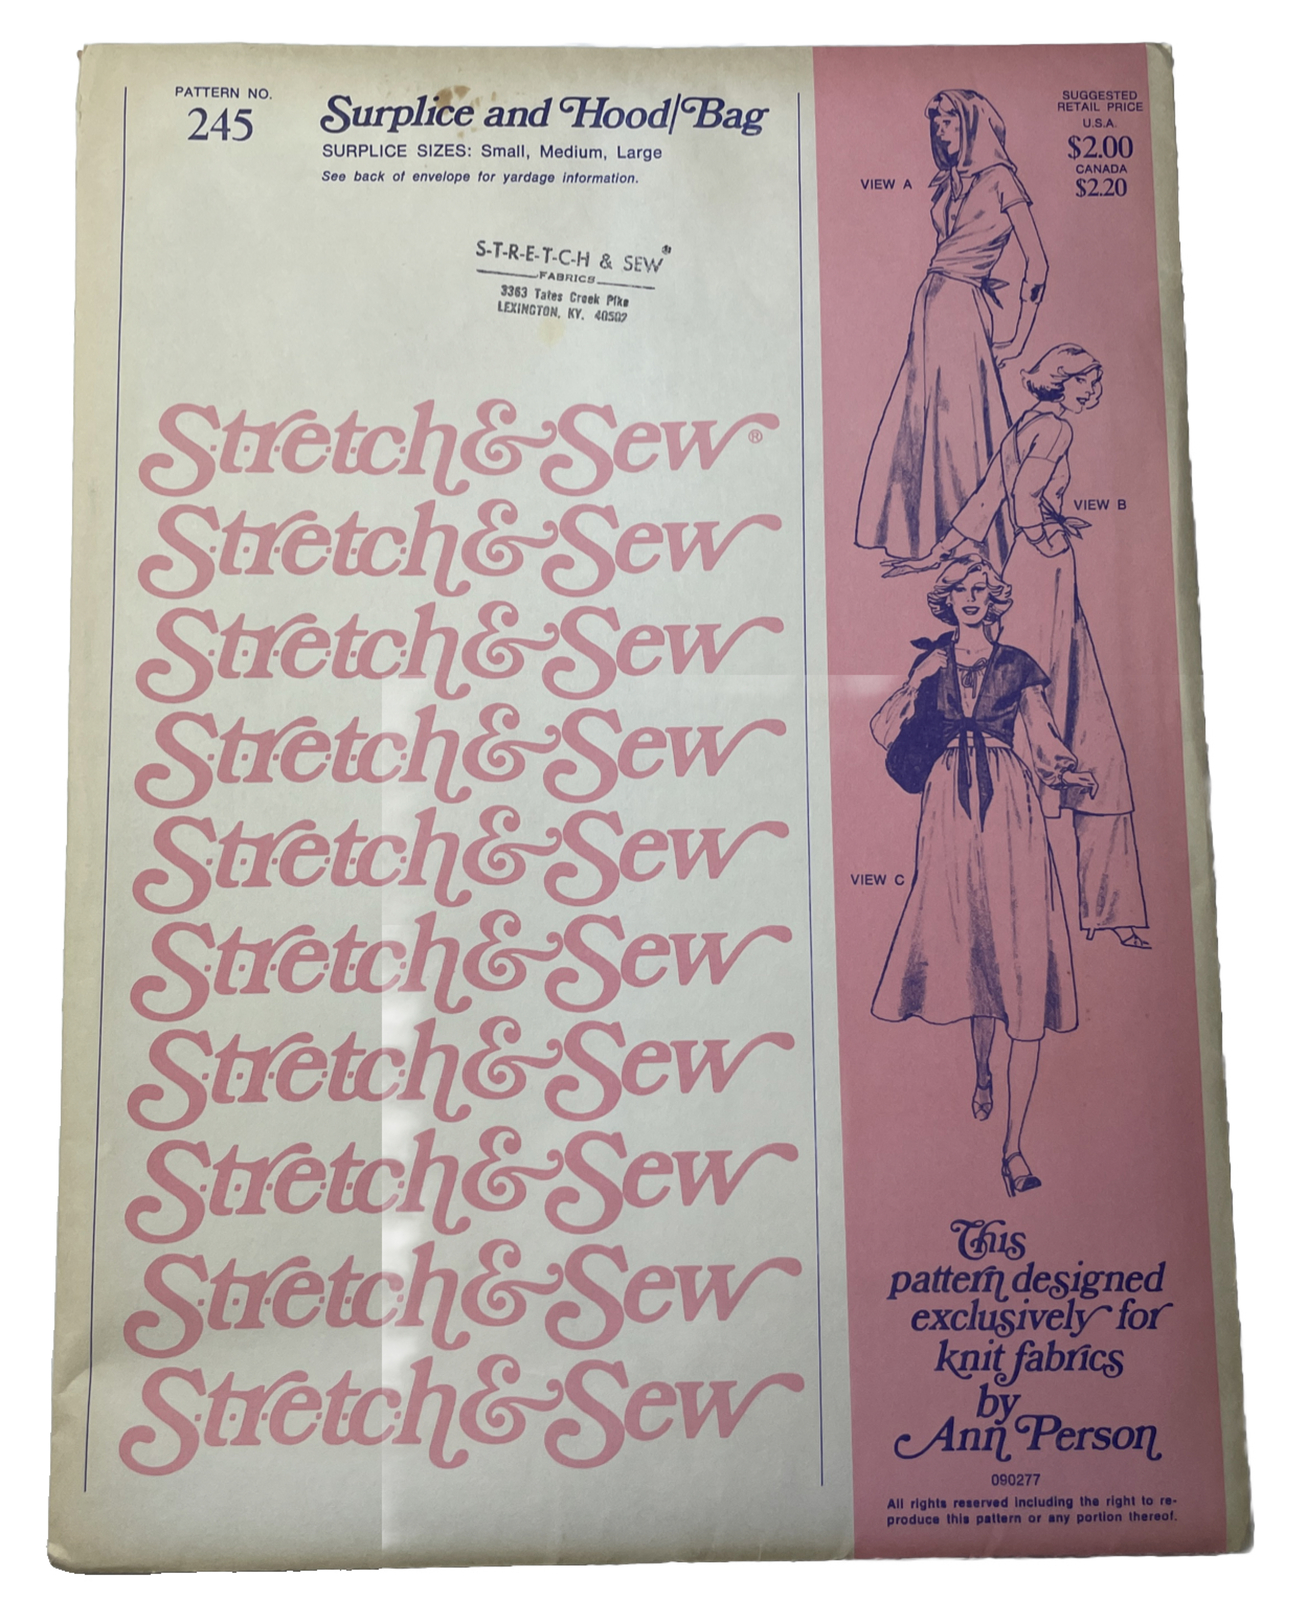 PATTERN NO.
245
Surplice and Hood/Bag
SURPLICE SIZES: Small, Medium, Large
See back of envelope for yardage information.
S-T-R-E-T-C-H & SEW®
FABRICS
3363 Tates Creek Pike
LEXINGTON, KY. 40502
Stretch & Sew®
Stretch & Sew
Stretch & Sew
Stretch & Sew
Stretch & Sew
Stretch & Sew
Stretch & Sew
Stretch & Sew
Stretch & Sew
Stretch & Sew
SUGGESTED
RETAIL PRICE
U.S.A.
$2.00
CANADA
$2.20
VIEW A
VIEW B
VIEW C
This
pattern designed
exclusively for
knit fabrics
by
Ann Person
090277
All rights reserved including the right to re-
produce this pattern or any portion thereof.